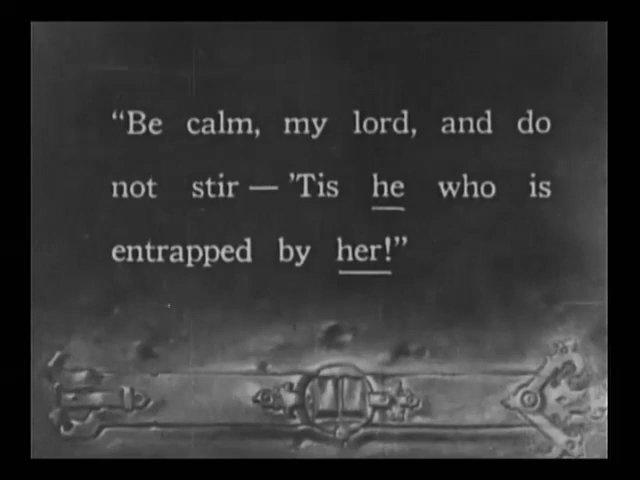 “Be calm, my lord, and do
not stir — ’Tis he who is
entrapped by her!”